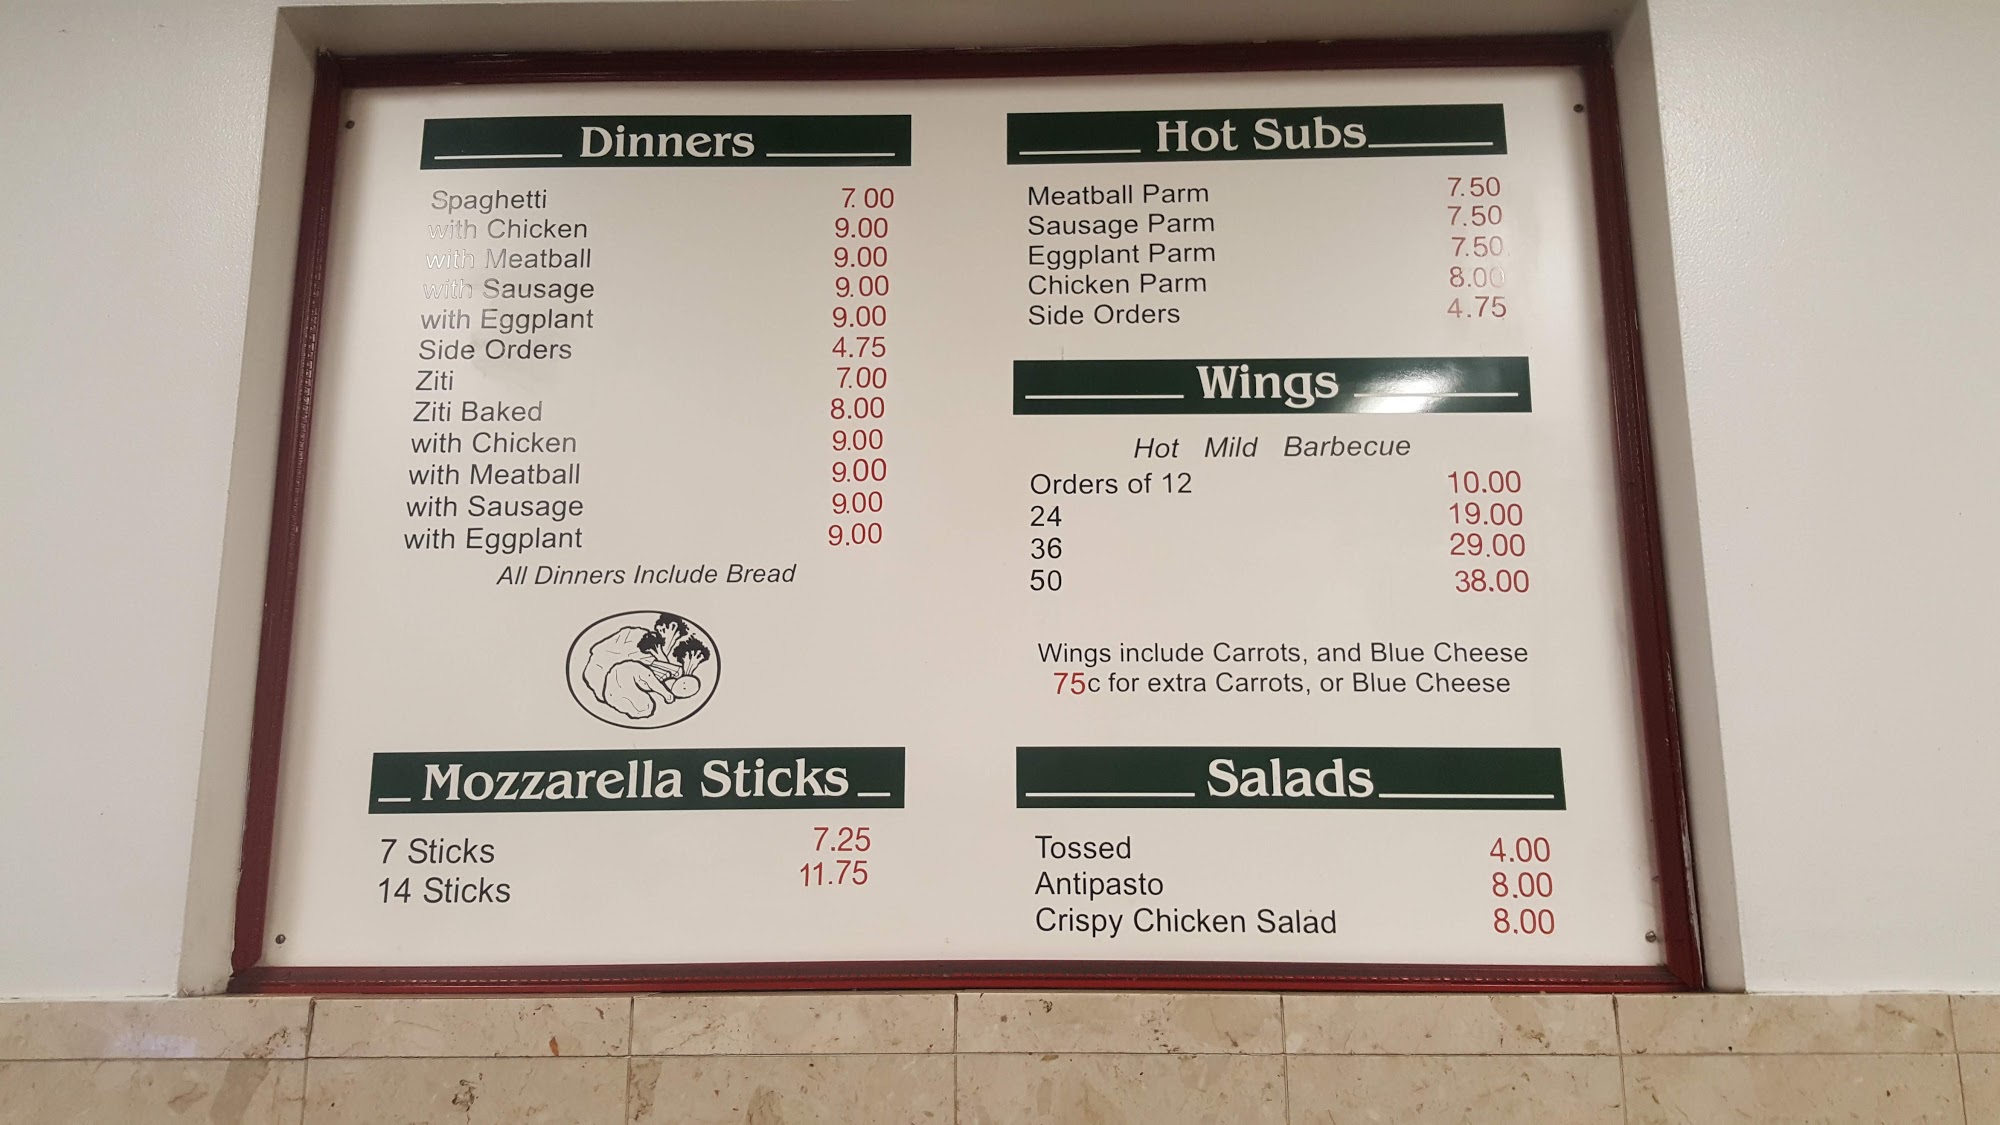 Dinners
Spaghetti 7.00
with Chicken 9.00
with Meatball 9.00
with Sausage 9.00
with Eggplant 9.00
Side Orders 4.75
Ziti 7.00
Ziti Baked 8.00
with Chicken 9.00
with Meatball 9.00
with Sausage 9.00
with Eggplant 9.00
All Dinners Include Bread
Mozzarella Sticks
7 Sticks 7.25
14 Sticks 11.75
Hot Subs
Meatball Parm 7.50
Sausage Parm 7.50
Eggplant Parm 7.50
Chicken Parm 8.00
Side Orders 4.75
Wings
Hot Mild Barbecue
Orders of 12 10.00
24 19.00
36 29.00
50 38.00
Wings include Carrots, and Blue Cheese
75c for extra Carrots, or Blue Cheese
Salads
Tossed 4.00
Antipasto 8.00
Crispy Chicken Salad 8.00